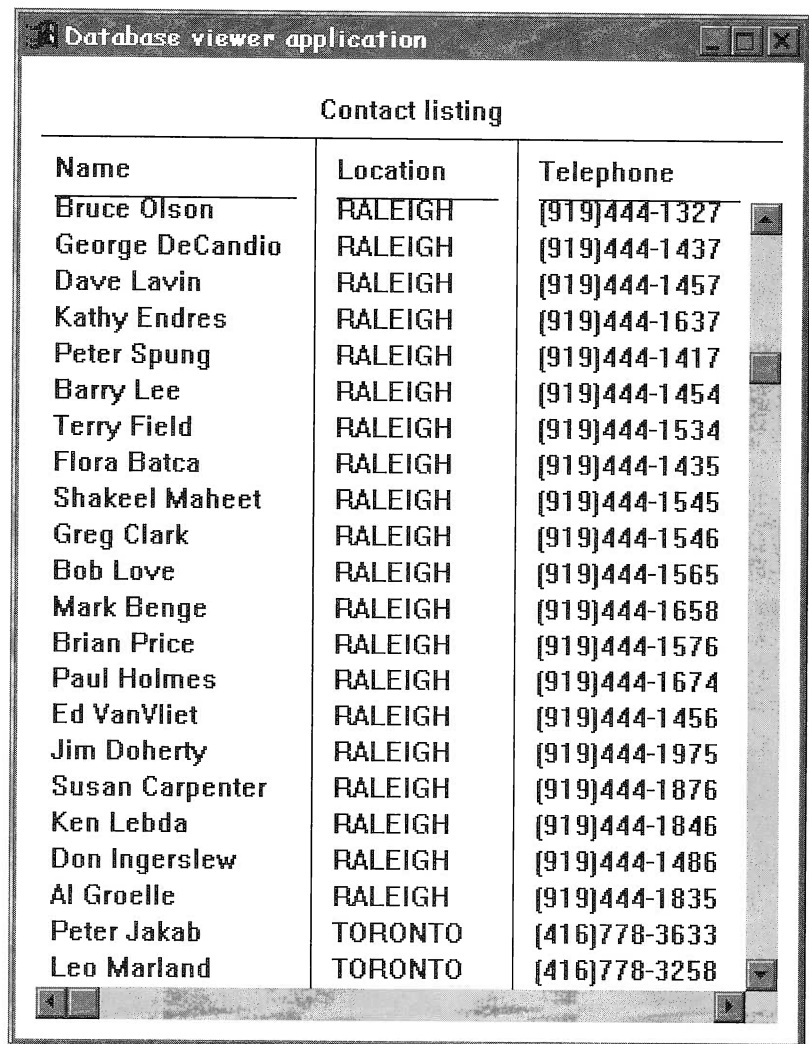 Database viewer application
Contact listing
Name Location Telephone
Bruce Olson RALEIGH (919)444-1327
George DeCandio RALEIGH (919)444-1437
Dave Lavin RALEIGH (919)444-1457
Kathy Endres RALEIGH (919)444-1637
Peter Spung RALEIGH (919)444-1417
Barry Lee RALEIGH (919)444-1454
Terry Field RALEIGH (919)444-1534
Flora Batca RALEIGH (919)444-1435
Shakeel Maheet RALEIGH (919)444-1545
Greg Clark RALEIGH (919)444-1546
Bob Love RALEIGH (919)444-1565
Mark Benge RALEIGH (919)444-1658
Brian Price RALEIGH (919)444-1576
Paul Holmes RALEIGH (919)444-1674
Ed VanVliet RALEIGH (919)444-1456
Jim Doherty RALEIGH (919)444-1975
Susan Carpenter RALEIGH (919)444-1876
Ken Lebda RALEIGH (919)444-1846
Don Ingerslew RALEIGH (919)444-1486
Al Groelle RALEIGH (919)444-1835
Peter Jakab TORONTO (416)778-3633
Leo Marland TORONTO (416)778-3258